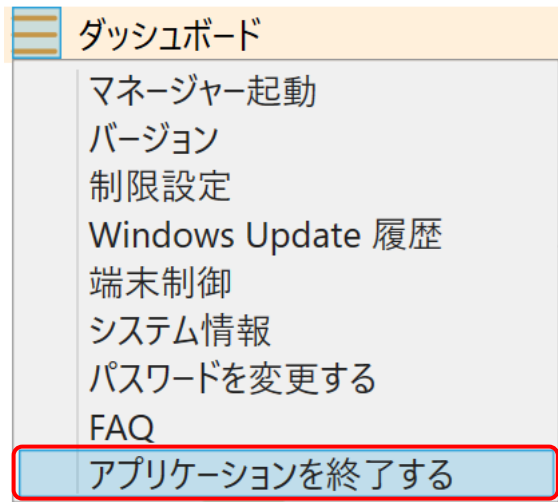 ダッシュボード
マネージャー起動
バージョン
制限設定
Windows Update 履歴
端末制御
システム情報
パスワードを変更する
FAQ
アプリケーションを終了する